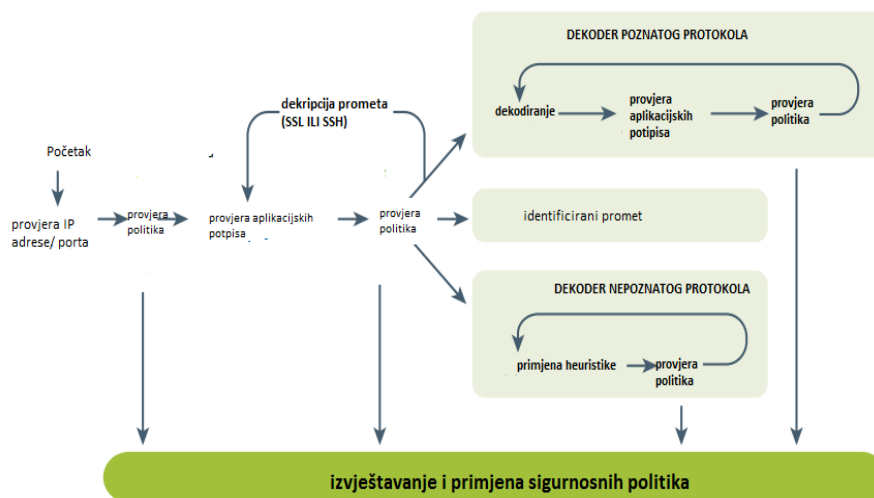 DEKODER POZNATOG PROTOKOLA
dekripcija prometa
(SSL ILI SSH)
dekodiranje
provjera
aplikacijskih
potipisa
provjera
politika
Početak
provjera IP
adrese/ porta
provjera
politika
provjera aplikacijskih
potpisa
provjera
politika
identificirani promet
DEKODER NEPOZNATOG PROTOKOLA
primjena heuristike
provjera
politika
izvještavanje i primjena sigurnosnih politika